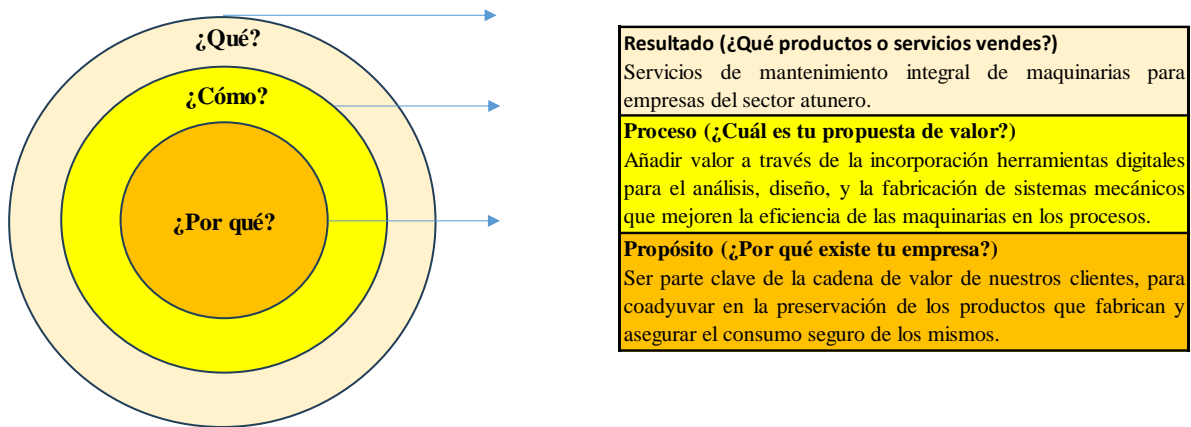 ¿Qué?
¿Cómo?
¿Por qué?
Resultado (¿Qué productos o servicios vendes?)
Servicios de mantenimiento integral de maquinarias para
empresas del sector atunero.
Proceso (¿Cuál es tu propuesta de valor?)
Añadir valor a través de la incorporación herramientas digitales
para el análisis, diseño, y la fabricación de sistemas mecánicos
que mejoren la eficiencia de las maquinarias en los procesos.
Propósito (¿Por qué existe tu empresa?)
Ser parte clave de la cadena de valor de nuestros clientes, para
coadyuvar en la preservación de los productos que fabrican y
asegurar el consumo seguro de los mismos.